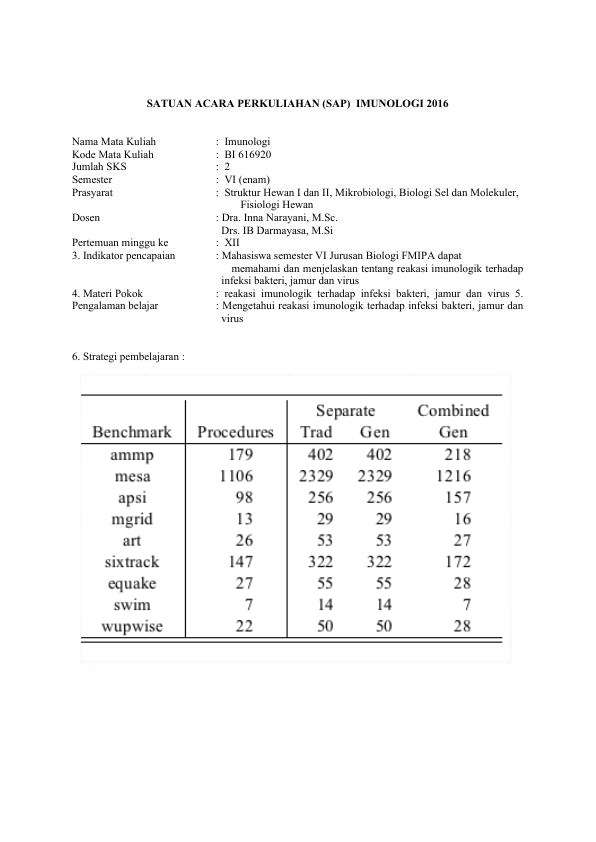 SATUAN ACARA PERKULIAHAN (SAP) IMUNOLOGI 2016
Nama Mata Kuliah : Imunologi
Kode Mata Kuliah : BI 616920
Jumlah SKS : 2
Semester : VI (enam)
Prasyarat : Struktur Hewan I dan II, Mikrobiologi, Biologi Sel dan Molekuler,
Fisiologi Hewan
Dosen : Dra. Inna Narayani, M.Sc.
Drs. IB Darmayasa, M.Si
Pertemuan minggu ke : XII
3. Indikator pencapaian : Mahasiswa semester VI Jurusan Biologi FMIPA dapat
memahami dan menjelaskan tentang reakasi imunologik terhadap
infeksi bakteri, jamur dan virus
4. Materi Pokok : reakasi imunologik terhadap infeksi bakteri, jamur dan virus 5.
Pengalaman belajar : Mengetahui reakasi imunologik terhadap infeksi bakteri, jamur dan
virus
6. Strategi pembelajaran :
Separate Combined
Benchmark Procedures Trad Gen Gen
ammp 179 402 402 218
mesa 1106 2329 2329 1216
apsi 98 256 256 157
mgrid 13 29 29 16
art 26 53 53 27
sixtrack 147 322 322 172
equake 27 55 55 28
swim 7 14 14 7
wupwise 22 50 50 28